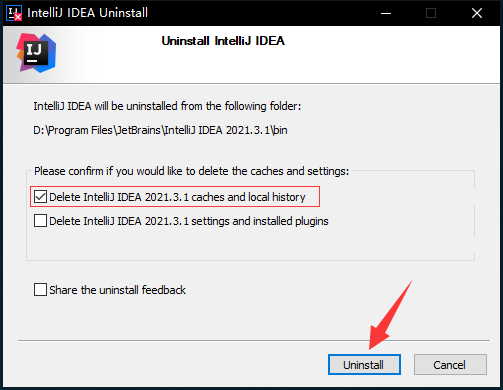 IntelliJ IDEA Uninstall
Uninstall IntelliJ IDEA
IJ
IntelliJ IDEA will be uninstalled from the following folder:
D:\Program Files\JetBrains\IntelliJ IDEA 2021.3.1\bin
Please confirm if you would like to delete the caches and settings:
Delete IntelliJ IDEA 2021.3.1 caches and local history
Delete IntelliJ IDEA 2021.3.1 settings and installed plugins
Share the uninstall feedback
Uninstall
Cancel